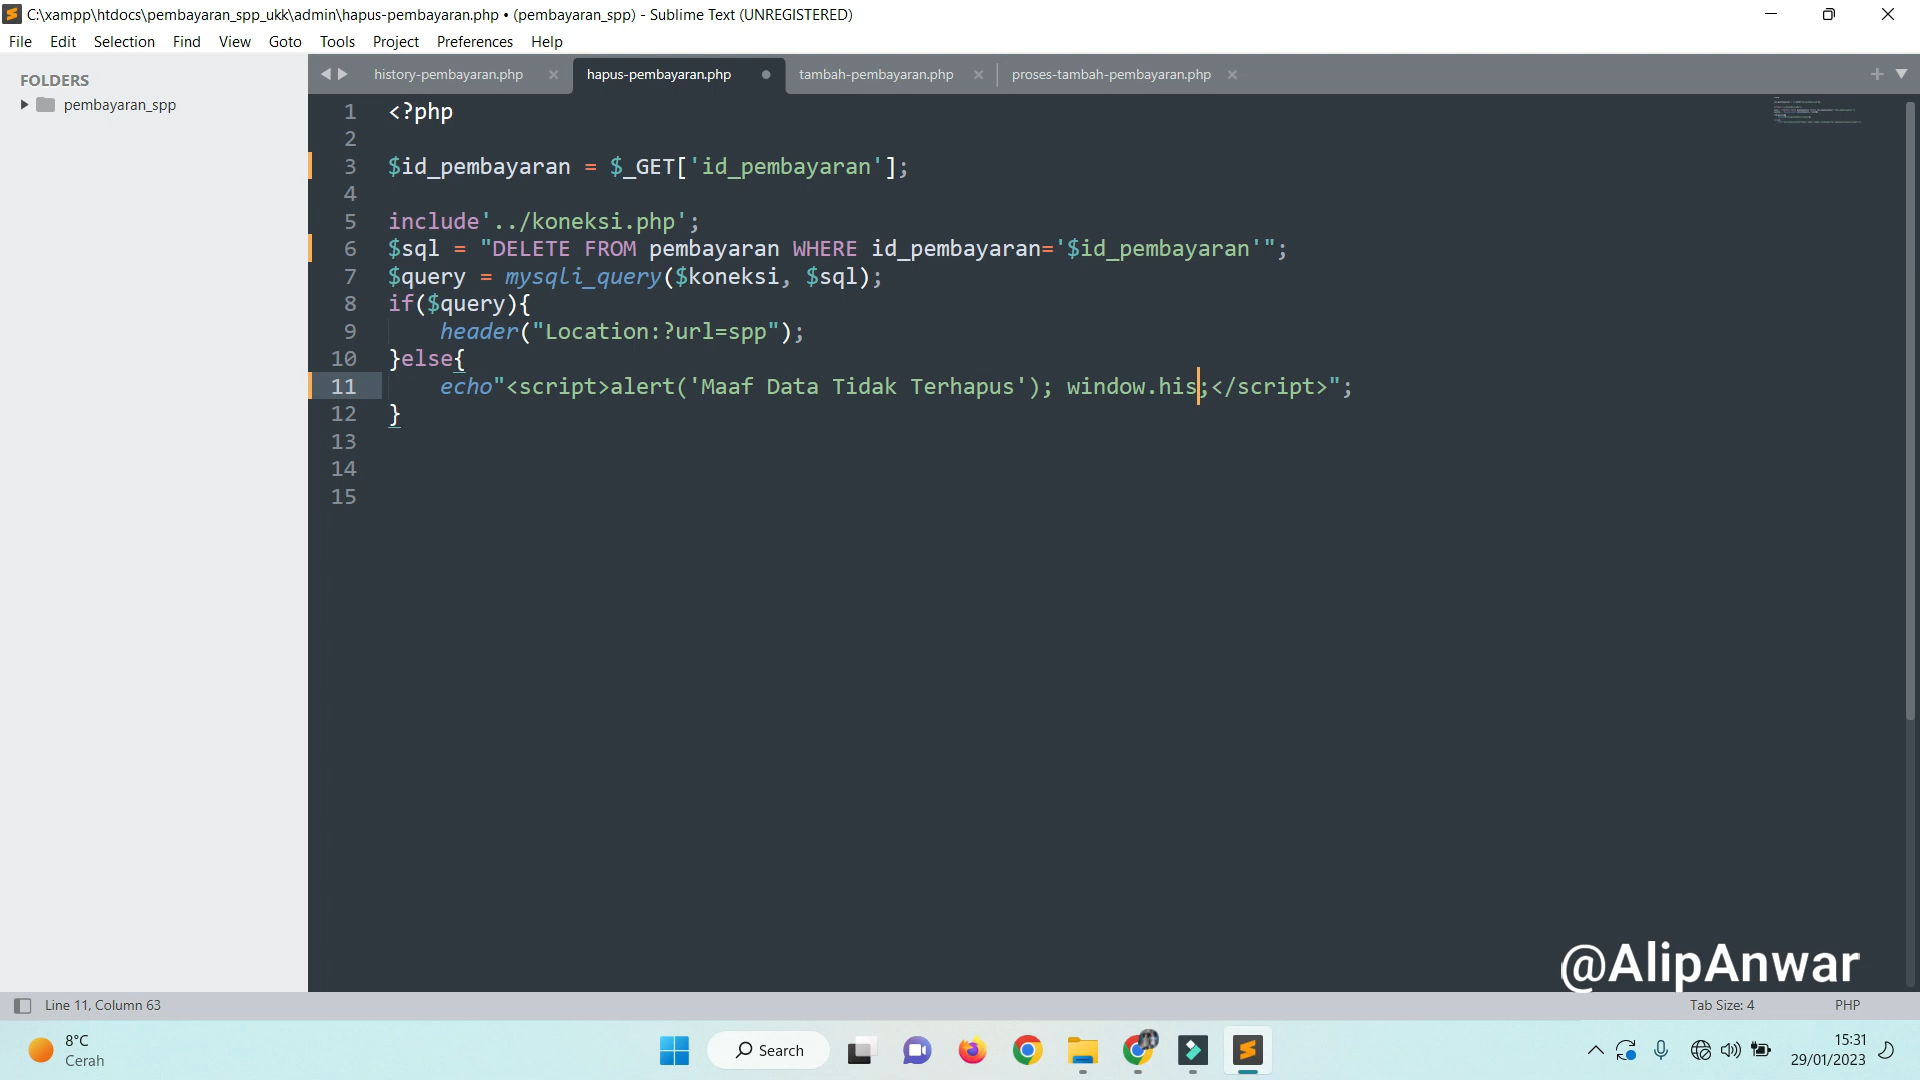 C:\xampp\htdocs\pembayaran_spp_ukk\admin\hapus-pembayaran.php • (pembayaran_spp) - Sublime Text (UNREGISTERED)
File Edit Selection Find View Goto Tools Project Preferences Help
FOLDERS
pembayaran_spp
history-pembayaran.php hapus-pembayaran.php tambah-pembayaran.php proses-tambah-pembayaran.php
1 <?php
2
3 $id_pembayaran = $_GET['id_pembayaran'];
4
5 include'../koneksi.php';
6 $sql = "DELETE FROM pembayaran WHERE id_pembayaran='$id_pembayaran'";
7 $query = mysqli_query($koneksi, $sql);
8 if($query){
9 header("Location:?url=spp");
10 }else{
11 echo"<script>alert('Maaf Data Tidak Terhapus'); window.his;</script>";
12 }
13
14
15
@AlipAnwar
Line 11, Column 63 Tab Size: 4 PHP
8°C
Cerah
Search
15:31
29/01/2023